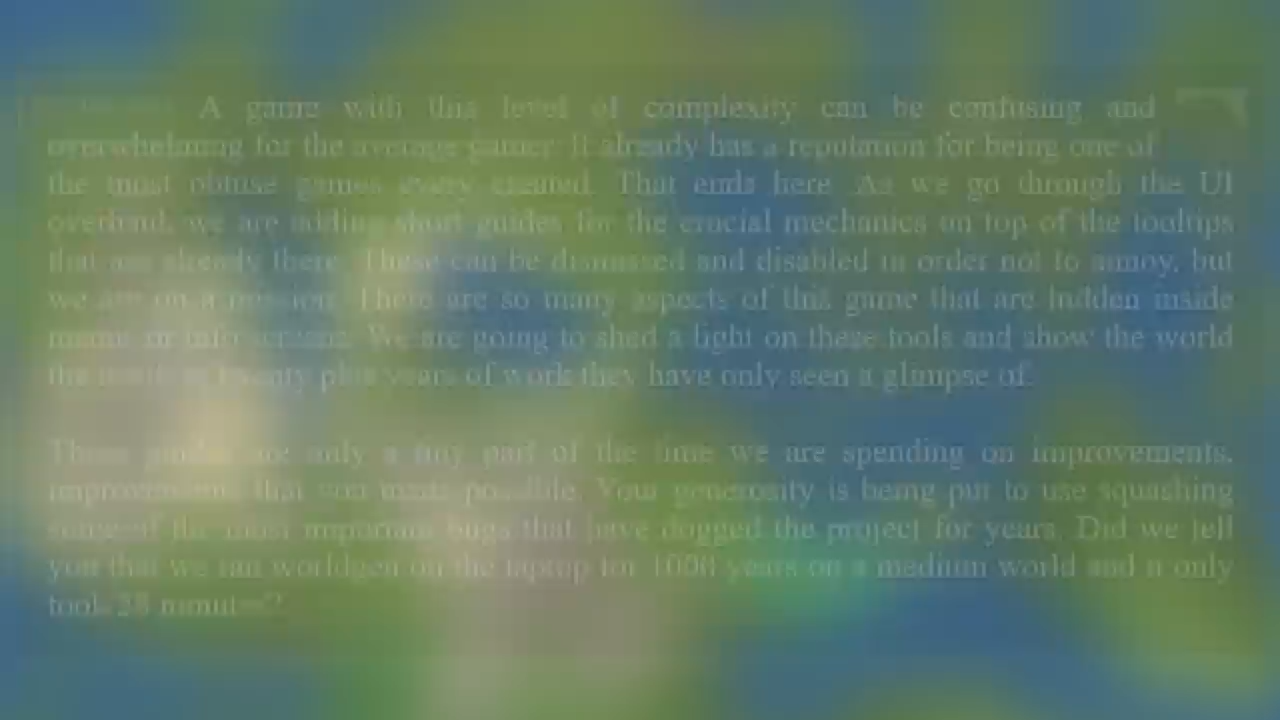 A game with this level of complexity can be confusing and
overwhelming for the average gamer. It already has a reputation for being one of
the most obtuse games every created. That ends here. As we go through the UI
overhaul, we are adding short guides for the crucial mechanics on top of the tooltips
that are already there. These can be dismissed and disabled in order not to annoy, but
we are on a mission. There are so many aspects of this game that are hidden inside
menus or We are going to shed a light on these tools and show the world
the twenty plus years of work they have only seen a glimpse of.
These guides are only a tiny part of the time we are spending on improvements,
improvements that you made possible. Your generosity is being put to use squashing
some of the most important bugs that have dogged the project for years. Did we tell
you that we ran worldgen on the laptop for 1000 years on a medium world and it only
took 28 minutes?